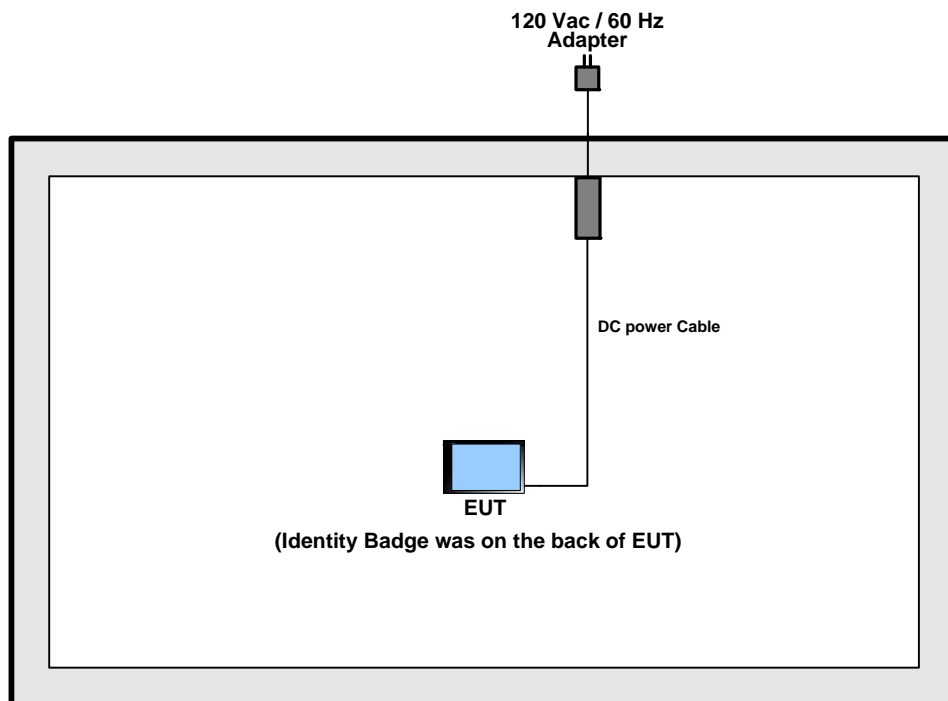 120 Vac / 60 Hz
Adapter
DC power Cable
EUT
(Identity Badge was on the back of EUT)